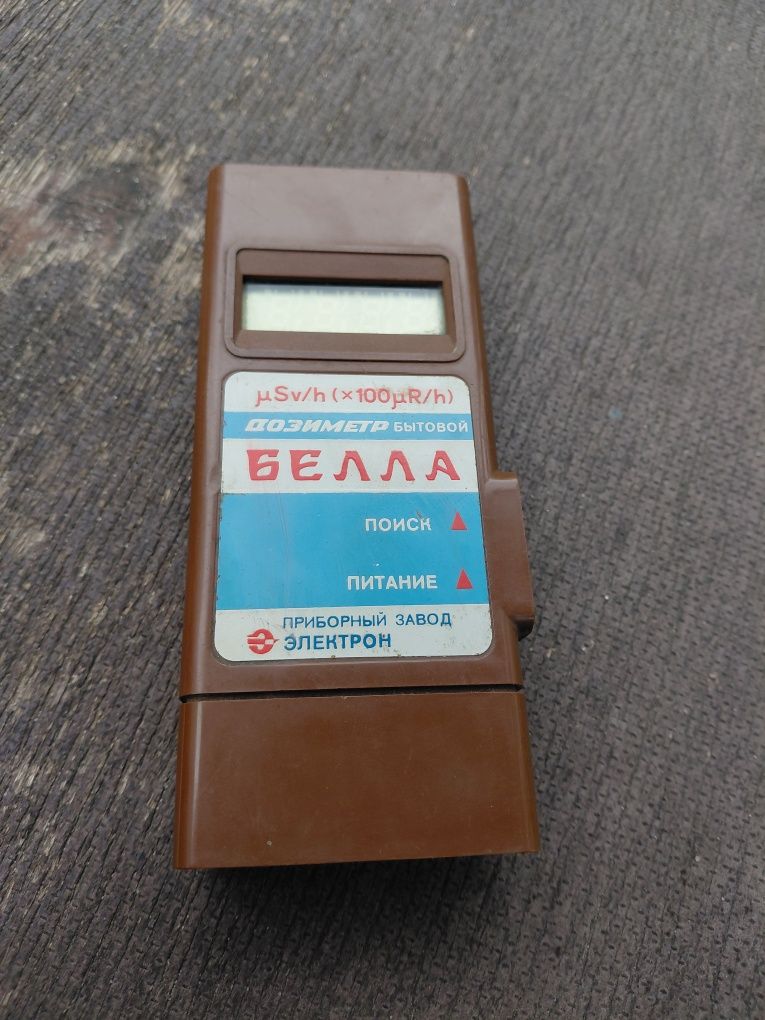 μSv/h (×100μR/h)
ДОЗИМЕТР БЫТОВОЙ
БЕЛЛА
ПОИСК
ПИТАНИЕ
ПРИБОРНЫЙ ЗАВОД
ЭЛЕКТРОН